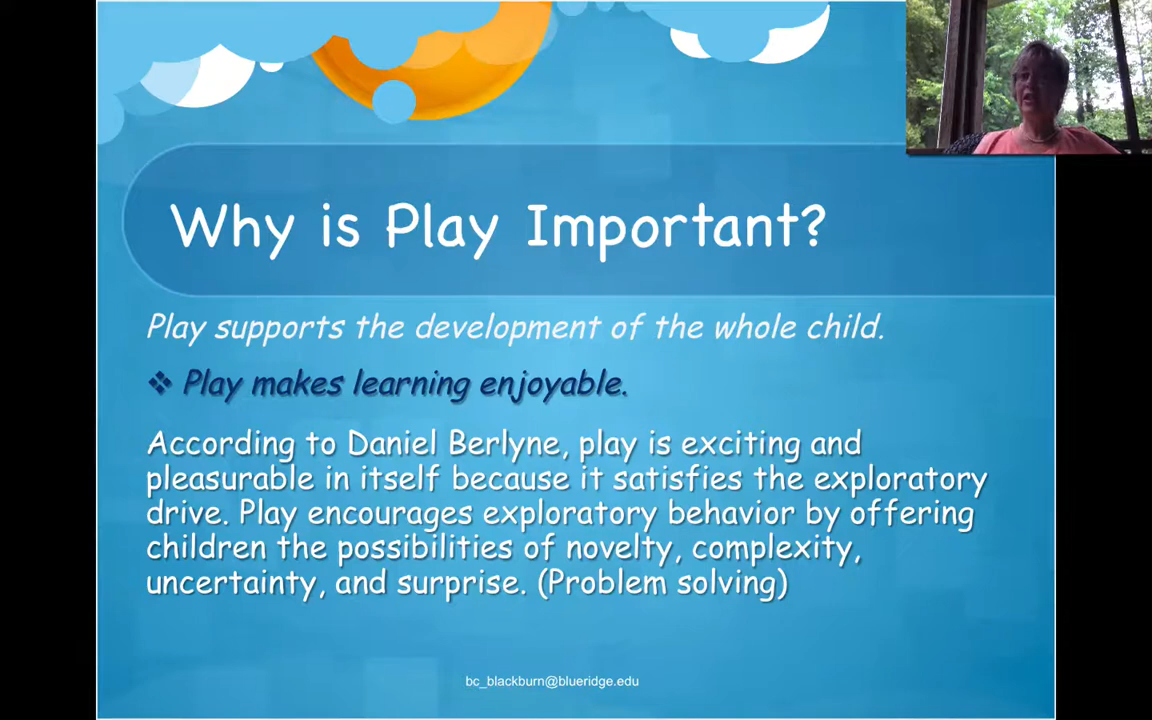 Why is Play Important?
Play supports the development of the whole child.
❖ Play makes learning enjoyable.
According to Daniel Berlyne, play is exciting and
pleasurable in itself because it satisfies the exploratory
drive. Play encourages exploratory behavior by offering
children the possibilities of novelty, complexity,
uncertainty, and surprise. (Problem solving)
bc_blackburn@blueridge.edu